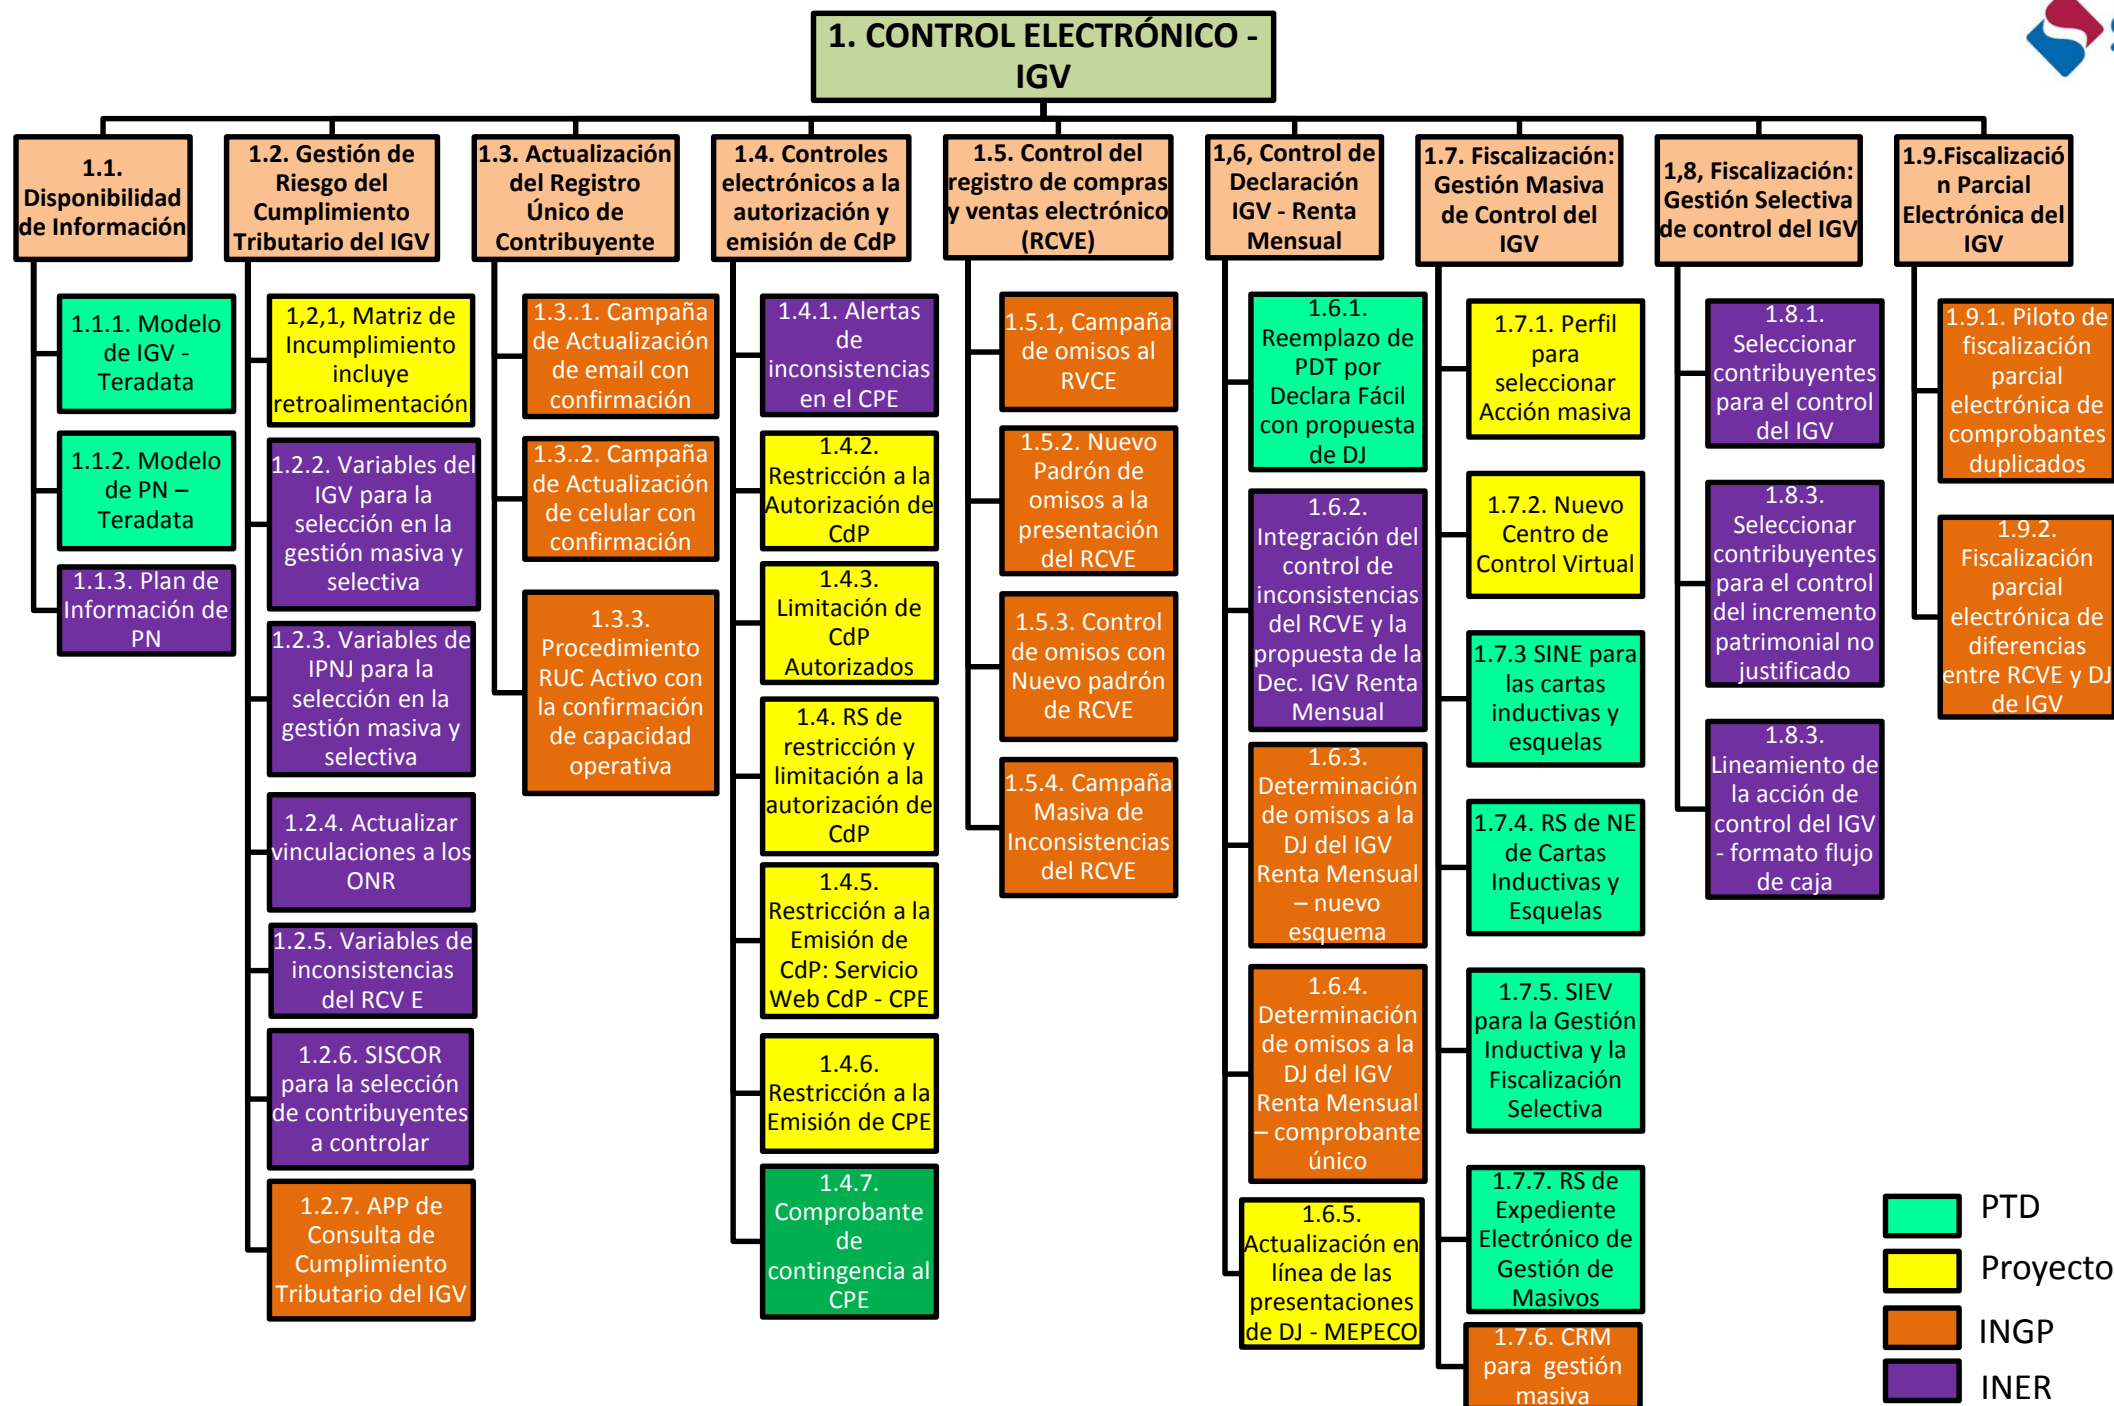 1. CONTROL ELECTRÓNICO -
IGV
1.1.
Disponibilidad
de Información
1.1.1. Modelo
de IGV -
Teradata
1.1.2. Modelo
de PN –
Teradata
1.1.3. Plan de
Información de
PN
1.2. Gestión de
Riesgo del
Cumplimiento
Tributario del IGV
1,2,1, Matriz de
Incumplimiento
incluye
retroalimentación
1.2.2. Variables del
IGV para la
selección en la
gestión masiva y
selectiva
1.2.3. Variables de
IPNJ para la
selección en la
gestión masiva y
selectiva
1.2.4. Actualizar
vinculaciones a los
ONR
1.2.5. Variables de
inconsistencias
del RCV E
1.2.6. SISCOR
para la selección
de contribuyentes
a controlar
1.2.7. APP de
Consulta de
Cumplimiento
Tributario del IGV
1.3. Actualización
del Registro
Único de
Contribuyente
1.3..1. Campaña
de Actualización
de email con
confirmación
1.3..2. Campaña
de Actualización
de celular con
confirmación
1.3.3.
Procedimiento
RUC Activo con
la confirmación
de capacidad
operativa
1.4. Controles
electrónicos a la
autorización y
emisión de CdP
1.4.1. Alertas
de
inconsistencias
en el CPE
1.4.2.
Restricción a la
Autorización de
CdP
1.4.3.
Limitación de
CdP
Autorizados
1.4. RS de
restricción y
limitación a la
autorización de
CdP
1.4.5.
Restricción a la
Emisión de
CdP: Servicio
Web CdP - CPE
1.4.6.
Restricción a la
Emisión de CPE
1.4.7.
Comprobante
de
contingencia al
CPE
1.5. Control del
registro de compras
y ventas electrónico
(RCVE)
1.5.1, Campaña
de omisos al
RVCE
1.5.2. Nuevo
Padrón de
omisos a la
presentación
del RCVE
1.5.3. Control
de omisos con
Nuevo padrón
de RCVE
1.5.4. Campaña
Masiva de
Inconsistencias
del RCVE
1,6, Control de
Declaración
IGV - Renta
Mensual
1.6.1.
Reemplazo de
PDT por
Declara Fácil
con propuesta
de DJ
1.6.2.
Integración del
control de
inconsistencias
del RCVE y la
propuesta de la
Dec. IGV Renta
Mensual
1.6.3.
Determinación
de omisos a la
DJ del IGV
Renta Mensual
– nuevo
esquema
1.6.4.
Determinación
de omisos a la
DJ del IGV
Renta Mensual
– comprobante
único
1.6.5.
Actualización en
línea de las
presentaciones
de DJ - MEPECO
1.7. Fiscalización:
Gestión Masiva
de Control del
IGV
1.7.1. Perfil
para
seleccionar
Acción masiva
1.7.2. Nuevo
Centro de
Control Virtual
1.7.3 SINE para
las cartas
inductivas y
esquelas
1.7.4. RS de NE
de Cartas
Inductivas y
Esquelas
1.7.5. SIEV
para la Gestión
Inductiva y la
Fiscalización
Selectiva
1.7.7. RS de
Expediente
Electrónico de
Gestión de
Masivos
1.7.6. CRM
para gestión
masiva
1,8, Fiscalización:
Gestión Selectiva
de control del IGV
1.8.1.
Seleccionar
contribuyentes
para el control
del IGV
1.8.3.
Seleccionar
contribuyentes
para el control
del incremento
patrimonial no
justificado
1.8.3.
Lineamiento de
la acción de
control del IGV
- formato flujo
de caja
1.9.Fiscalizació
n Parcial
Electrónica del
IGV
1.9.1. Piloto de
fiscalización
parcial
electrónica de
comprobantes
duplicados
1.9.2.
Fiscalización
parcial
electrónica de
diferencias
entre RCVE y DJ
de IGV
PTD
Proyecto
INGP
INER